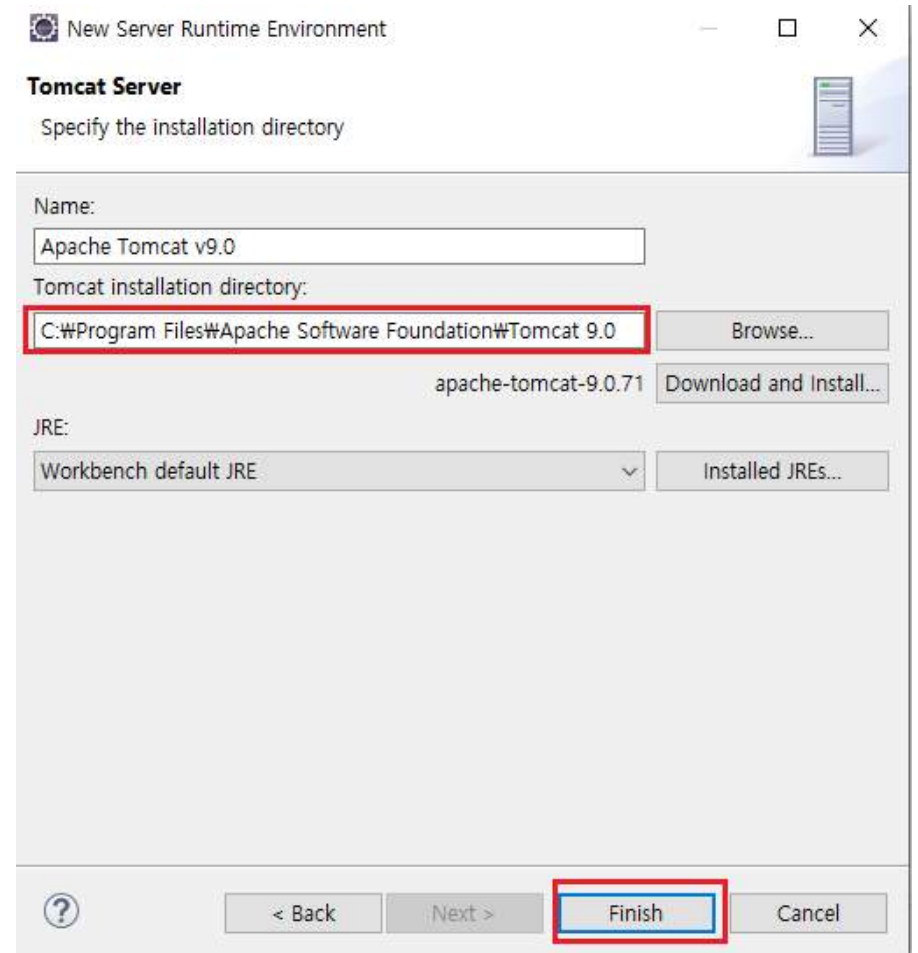 New Server Runtime Environment
Tomcat Server
Specify the installation directory
Name:
Apache Tomcat v9.0
Tomcat installation directory:
C:₩Program Files₩Apache Software Foundation₩Tomcat 9.0
Browse...
apache-tomcat-9.0.71
Download and Install...
JRE:
Workbench default JRE
Installed JREs...
?
< Back
Next >
Finish
Cancel